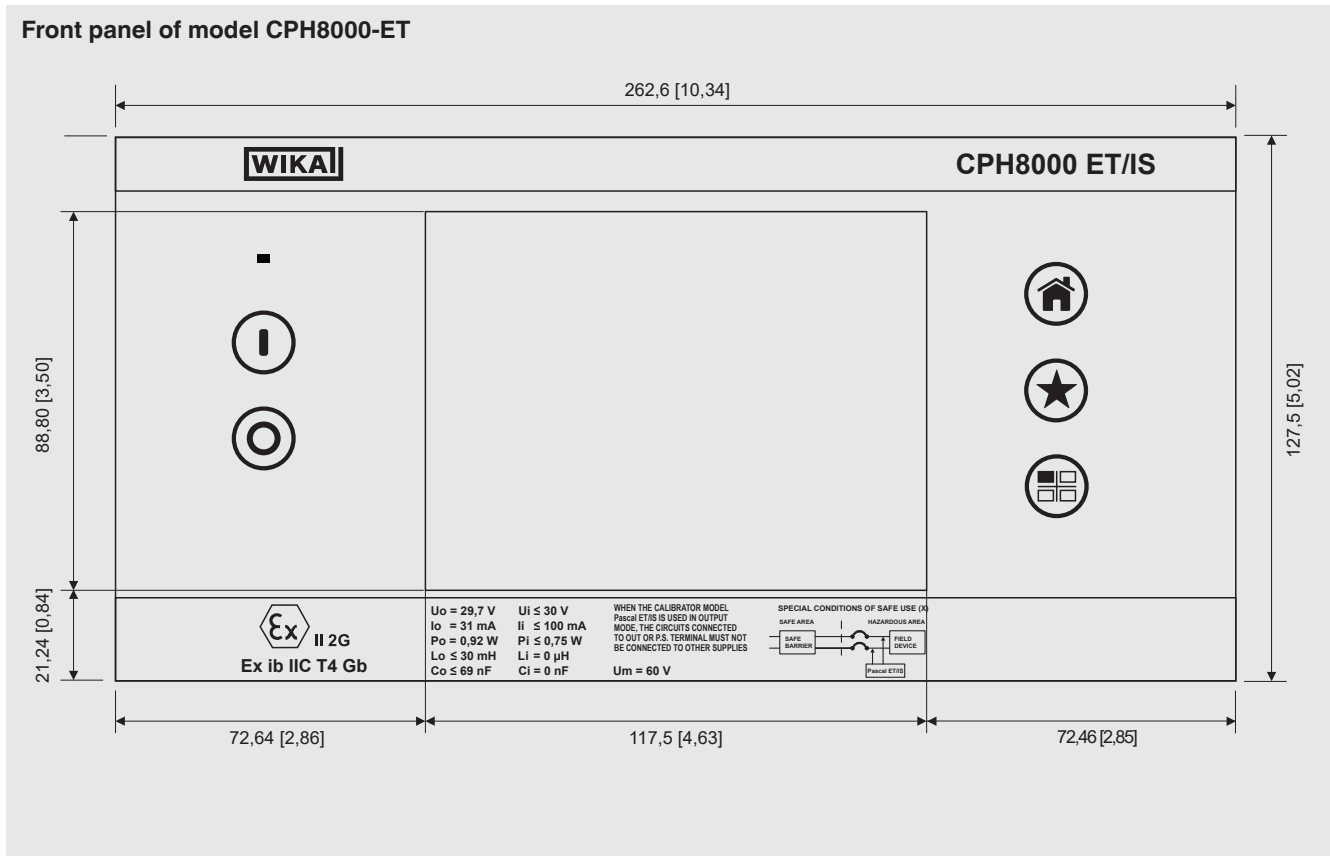 Front panel of model CPH8000-ET
262,6 [10,34]
WIKAI
CPH8000 ET/IS
88,80 [3,50]
127,5 [5,02]
21,24 [0,84]
Ex II 2G
Ex ib IIC T4 Gb
Uo = 29,7 V Ui ≤ 30 V
Io = 31 mA Ii ≤ 100 mA
Po = 0,92 W Pi ≤ 0,75 W
Lo ≤ 30 mH Li = 0 µH
Co ≤ 69 nF Ci = 0 nF
WHEN THE CALIBRATOR MODEL
Pascal ET/IS IS USED IN OUTPUT
MODE, THE CIRCUITS CONNECTED
TO OUT OR P.S. TERMINAL MUST NOT
BE CONNECTED TO OTHER SUPPLIES
Um = 60 V
SPECIAL CONDITIONS OF SAFE USE (X)
SAFE AREA HAZARDOUS AREA
SAFE
BARRIER
FIELD
DEVICE
Pascal ET/IS
72,64 [2,86]
117,5 [4,63]
72,46 [2,85]